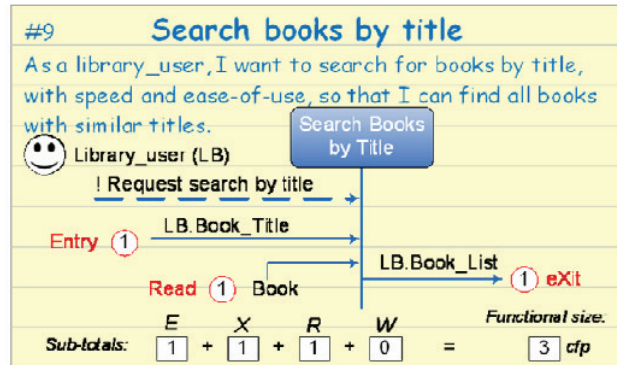 #9 Search books by title
As a library_user, I want to search for books by title,
with speed and ease-of-use, so that I can find all books
with similar titles.
Search Books
by Title
Library_user (LB)
! Request search by title
LB.Book_Title
Entry 1
LB.Book_List
1 eXit
Read 1 Book
E X R W Functional size:
Sub-totals: 1 + 1 + 1 + 0 = 3 cfp